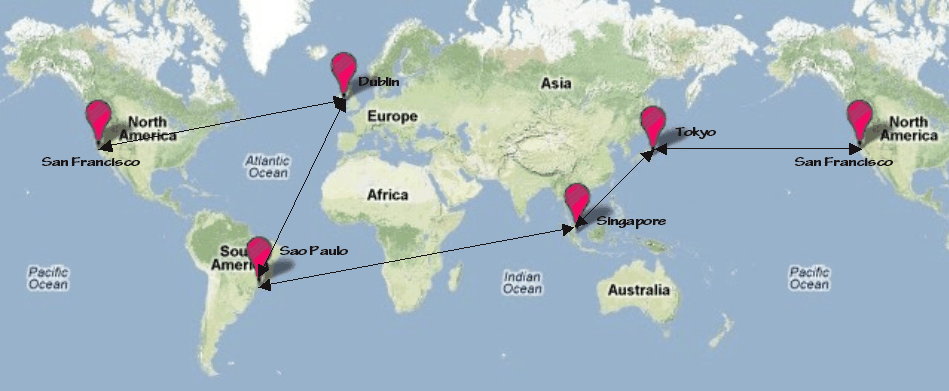 Dublin
Asia
North
America
Europe
Tokyo
North
America
San Francisco
San Francisco
Atlantic
Ocean
Africa
Singapore
South
America
Sao Paulo
Pacific
Ocean
Indian
Ocean
Australia
Pacific
Ocean